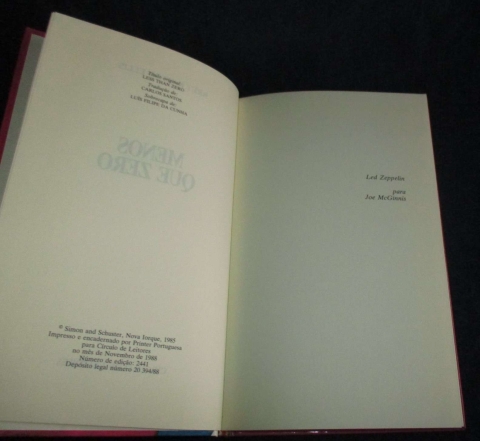 Título original:
LESS THAN ZERO
Tradução de
CARLOS SANTOS
Sobrecapa de
LUÍS FILIPE DA CUNHA
MENOS
QUE ZERO
© Simon and Schuster, Nova Iorque, 1985
Impresso e encadernado por Printer Portuguesa
para Círculo de Leitores
no mês de Novembro de 1988
Número de edição: 2441
Depósito legal número 20 394/88
Led Zeppelin
para
Joe McGinnis